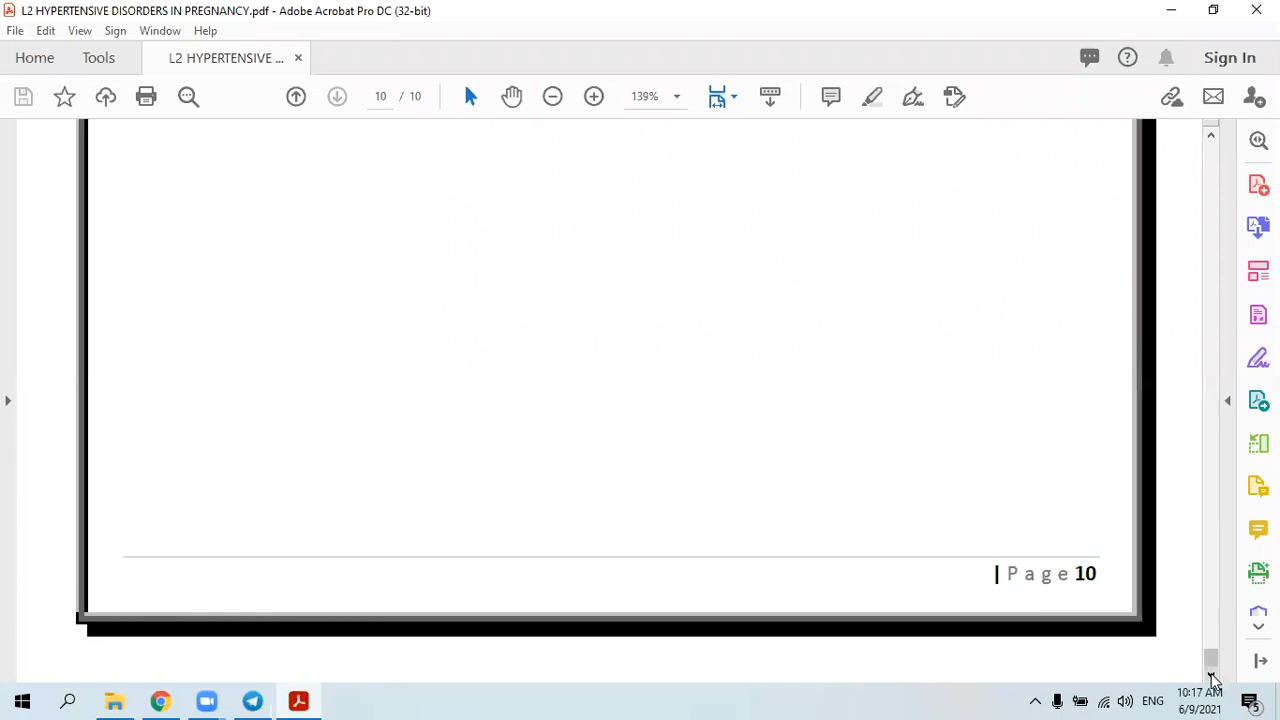 L2 HYPERTENSIVE DISORDERS IN PREGNANCY.pdf - Adobe Acrobat Pro DC (32-bit)
File Edit View Sign Window Help
Home Tools L2 HYPERTENSIVE ... × Sign In
10 / 10 139%
| Page 10
10:17 AM
ENG
6/9/2021
5